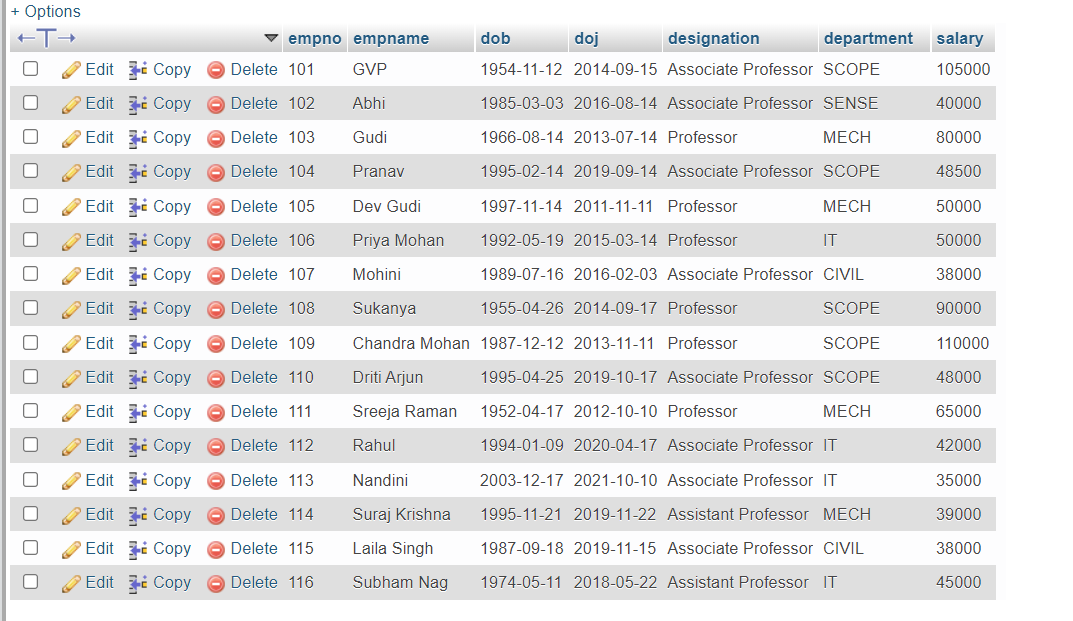 + Options
←T→ empno empname dob doj designation department salary
Edit Copy Delete 101 GVP 1954-11-12 2014-09-15 Associate Professor SCOPE 105000
Edit Copy Delete 102 Abhi 1985-03-03 2016-08-14 Associate Professor SENSE 40000
Edit Copy Delete 103 Gudi 1966-08-14 2013-07-14 Professor MECH 80000
Edit Copy Delete 104 Pranav 1995-02-14 2019-09-14 Associate Professor SCOPE 48500
Edit Copy Delete 105 Dev Gudi 1997-11-14 2011-11-11 Professor MECH 50000
Edit Copy Delete 106 Priya Mohan 1992-05-19 2015-03-14 Professor IT 50000
Edit Copy Delete 107 Mohini 1989-07-16 2016-02-03 Associate Professor CIVIL 38000
Edit Copy Delete 108 Sukanya 1955-04-26 2014-09-17 Professor SCOPE 90000
Edit Copy Delete 109 Chandra Mohan 1987-12-12 2013-11-11 Professor SCOPE 110000
Edit Copy Delete 110 Driti Arjun 1995-04-25 2019-10-17 Associate Professor SCOPE 48000
Edit Copy Delete 111 Sreeja Raman 1952-04-17 2012-10-10 Professor MECH 65000
Edit Copy Delete 112 Rahul 1994-01-09 2020-04-17 Associate Professor IT 42000
Edit Copy Delete 113 Nandini 2003-12-17 2021-10-10 Associate Professor IT 35000
Edit Copy Delete 114 Suraj Krishna 1995-11-21 2019-11-22 Assistant Professor MECH 39000
Edit Copy Delete 115 Laila Singh 1987-09-18 2019-11-15 Associate Professor CIVIL 38000
Edit Copy Delete 116 Subham Nag 1974-05-11 2018-05-22 Assistant Professor IT 45000